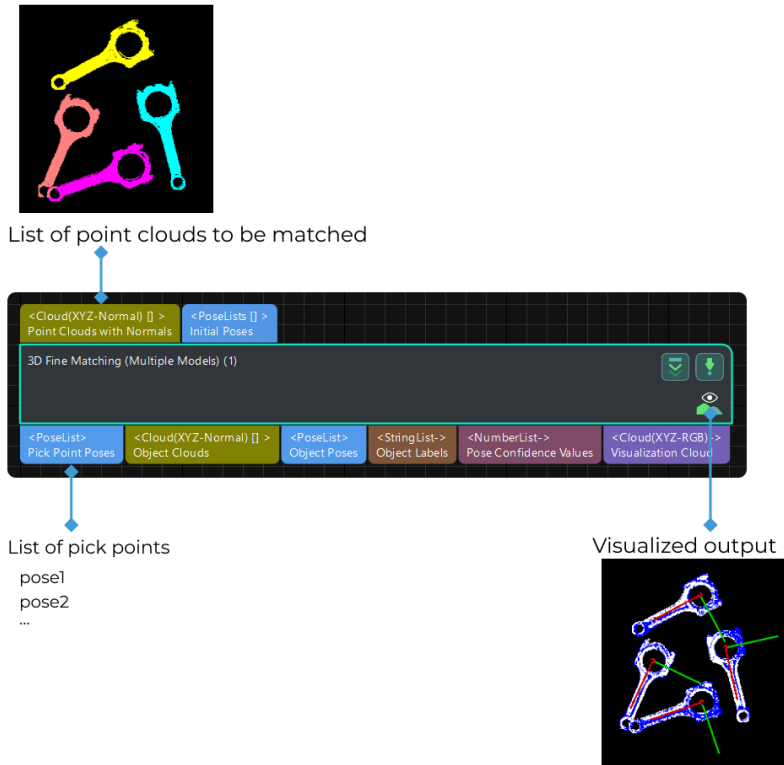 List of point clouds to be matched
<Cloud(XYZ-Normal) [] >
Point Clouds with Normals
<PoseLists [] >
Initial Poses
3D Fine Matching (Multiple Models) (1)
<PoseList>
Pick Point Poses
<Cloud(XYZ-Normal) [] >
Object Clouds
<PoseList>
Object Poses
<StringList->
Object Labels
<NumberList->
Pose Confidence Values
<Cloud(XYZ-RGB)->
Visualization Cloud
List of pick points
pose1
pose2
...
Visualized output